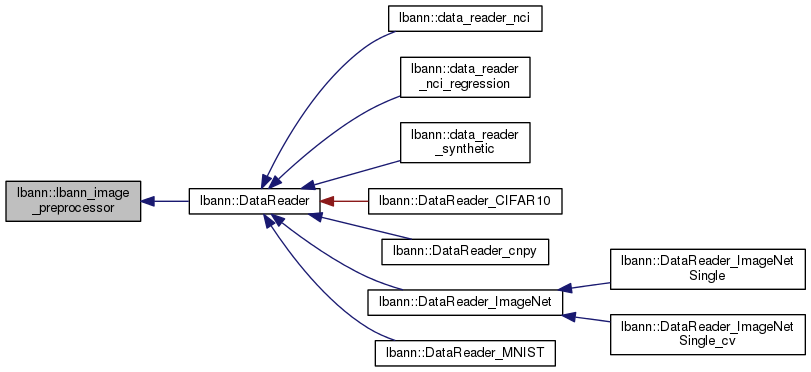 lbann::lbann_image
_preprocessor
lbann::DataReader
lbann::data_reader_nci
lbann::data_reader
_nci_regression
lbann::data_reader
_synthetic
lbann::DataReader_CIFAR10
lbann::DataReader_cnpy
lbann::DataReader_ImageNet
lbann::DataReader_MNIST
lbann::DataReader_ImageNet
Single
lbann::DataReader_ImageNet
Single_cv